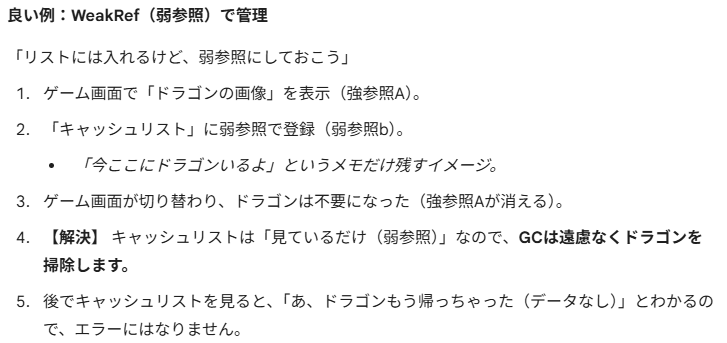 良い例：WeakRef（弱参照）で管理
「リストには入れるけど、弱参照にしておこう」
1. ゲーム画面で「ドラゴンの画像」を表示（強参照A）。
2. 「キャッシュリスト」に弱参照で登録（弱参照b）。
• 「今ここにドラゴンいるよ」というメモだけ残すイメージ。
3. ゲーム画面が切り替わり、ドラゴンは不要になった（強参照Aが消える）。
4. 【解決】 キャッシュリストは「見ているだけ（弱参照）」なので、GCは遠慮なくドラゴンを
掃除します。
5. 後でキャッシュリストを見ると、「あ、ドラゴンもう帰っちゃった（データなし）」とわかるの
で、エラーにはなりません。